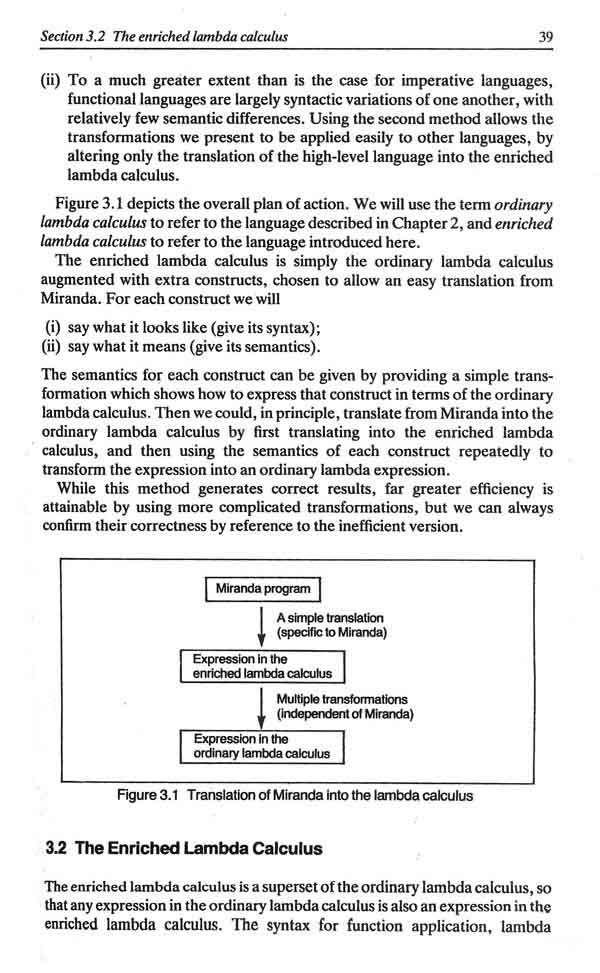 Section 3.2 The enriched lambda calculus 39
(ii) To a much greater extent than is the case for imperative languages,
functional languages are largely syntactic variations of one another, with
relatively few semantic differences. Using the second method allows the
transformations we present to be applied easily to other languages, by
altering only the translation of the high-level language into the enriched
lambda calculus.
Figure 3.1 depicts the overall plan of action. We will use the term ordinary
lambda calculus to refer to the language described in Chapter 2, and enriched
lambda calculus to refer to the language introduced here.
The enriched lambda calculus is simply the ordinary lambda calculus
augmented with extra constructs, chosen to allow an easy translation from
Miranda. For each construct we will
(i) say what it looks like (give its syntax);
(ii) say what it means (give its semantics).
The semantics for each construct can be given by providing a simple trans-
formation which shows how to express that construct in terms of the ordinary
lambda calculus. Then we could, in principle, translate from Miranda into the
ordinary lambda calculus by first translating into the enriched lambda
calculus, and then using the semantics of each construct repeatedly to
transform the expression into an ordinary lambda expression.
While this method generates correct results, far greater efficiency is
attainable by using more complicated transformations, but we can always
confirm their correctness by reference to the inefficient version.
Miranda program
A simple translation
(specific to Miranda)
Expression in the
enriched lambda calculus
Multiple transformations
(independent of Miranda)
Expression in the
ordinary lambda calculus
Figure 3.1 Translation of Miranda into the lambda calculus
3.2 The Enriched Lambda Calculus
The enriched lambda calculus is a superset of the ordinary lambda calculus, so
that any expression in the ordinary lambda calculus is also an expression in the
enriched lambda calculus. The syntax for function application, lambda